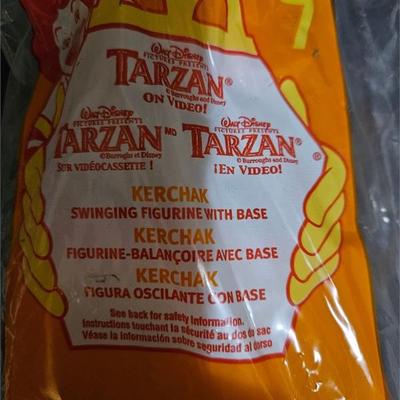 7
WALT DISNEY
PICTURES PRESENTS
TARZAN®
©Burroughs and Disney
ON VIDEO!
WALT DISNEY
PICTURES PRESENTS
TARZAN MD
©Burroughs et Disney
SUR VIDÉOCASSETTE !
WALT DISNEY
PICTURES PRESENTS
TARZAN®
©Burroughs and Disney
¡EN VIDEO!
KERCHAK
SWINGING FIGURINE WITH BASE
KERCHAK
FIGURINE-BALANÇOIRE AVEC BASE
KERCHAK
FIGURA OSCILANTE CON BASE
See back for safety information.
Instructions touchant la sécurité au dos du sac
Véase la información sobre seguridad al dorso